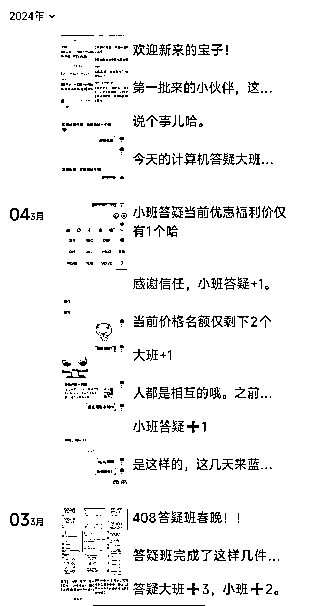 2024年
欢迎新来的宝子！
第一批来的小伙伴，这...
说个事儿哈。
今天的计算机答疑大班...
04 3月
小班答疑当前优惠福利价仅
有1个哈
感谢信任，小班答疑+1。
当前价格名额仅剩下2个
大班+1
人都是相互的哦。之前...
小班答疑➕1
是这样的，这几天来蓝...
03 3月
408答疑班春晚！！
答疑班完成了这样几件...
答疑大班➕3，小班➕2。